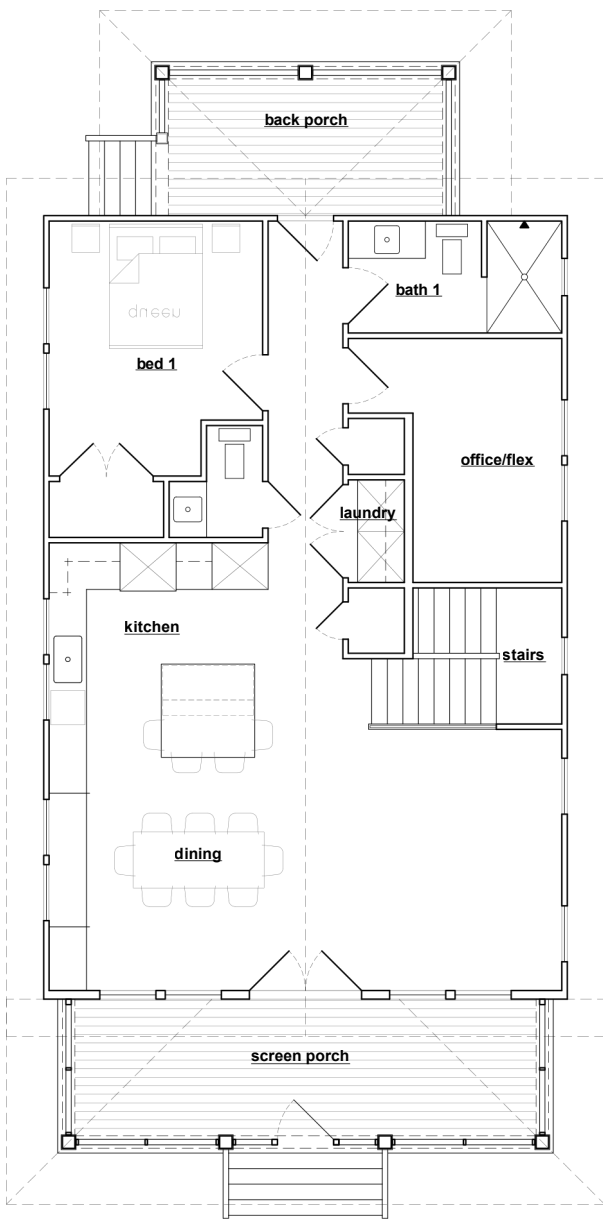 back porch
bath 1
queen
bed 1
office/flex
laundry
kitchen
stairs
dining
screen porch